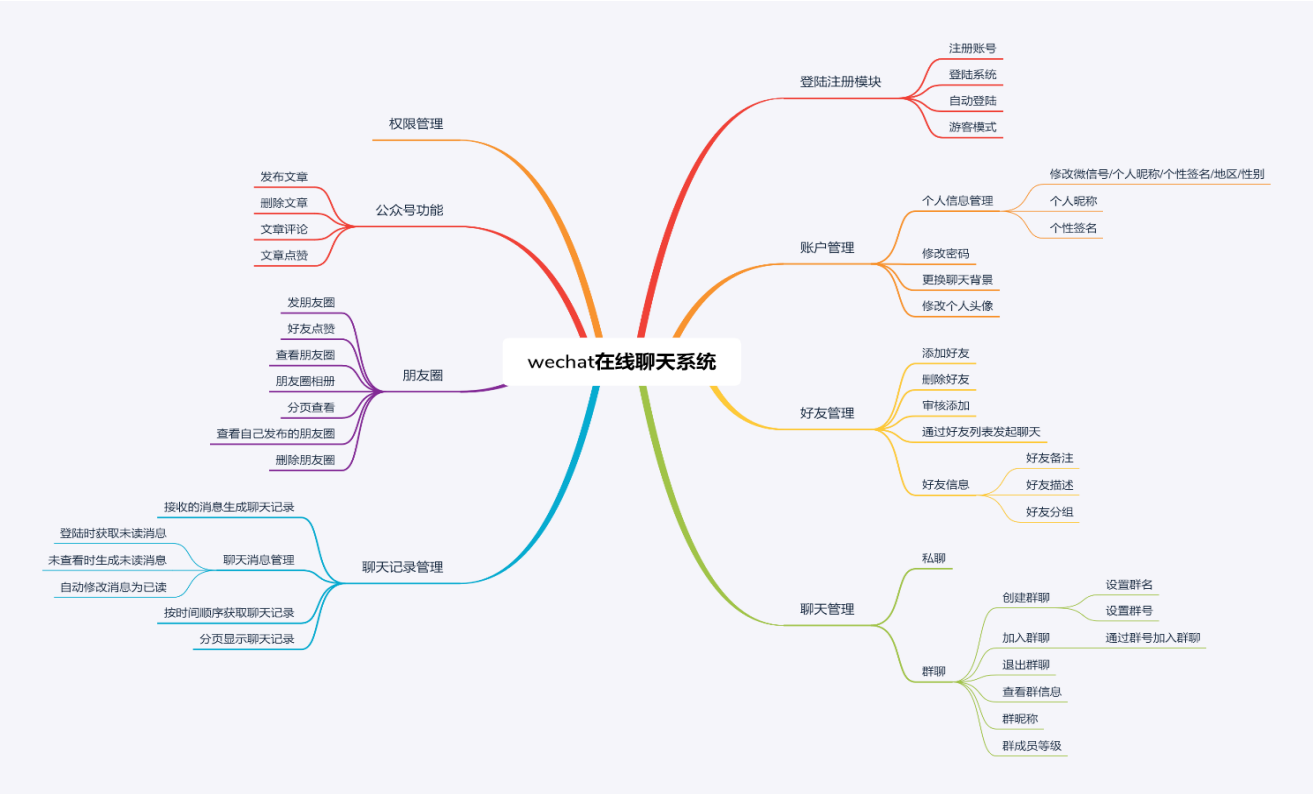 wechat在线聊天系统
登陆注册模块
注册账号
登陆系统
自动登陆
游客模式
账户管理
个人信息管理
修改微信号/个人昵称/个性签名/地区/性别
个人昵称
个性签名
修改密码
更换聊天背景
修改个人头像
好友管理
添加好友
删除好友
审核添加
通过好友列表发起聊天
好友信息
好友备注
好友描述
好友分组
聊天管理
私聊
群聊
创建群聊
设置群名
设置群号
加入群聊
通过群号加入群聊
退出群聊
查看群信息
群昵称
群成员等级
权限管理
公众号功能
发布文章
删除文章
文章评论
文章点赞
朋友圈
发朋友圈
好友点赞
查看朋友圈
朋友圈相册
分页查看
查看自己发布的朋友圈
删除朋友圈
聊天记录管理
接收的消息生成聊天记录
聊天消息管理
登陆时获取未读消息
未查看时生成未读消息
自动修改消息为已读
按时间顺序获取聊天记录
分页显示聊天记录